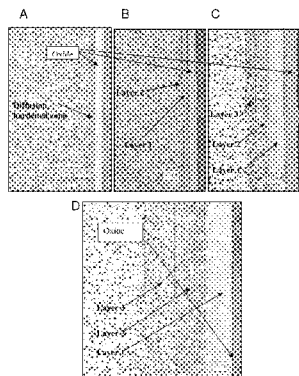 A
B
C
Oxide
Diffusion
hardened zone
Layer 2
Layer 1
Layer 3
Layer 2
Layer 1
D
Oxide
Layer 3
Layer 2
Layer 1